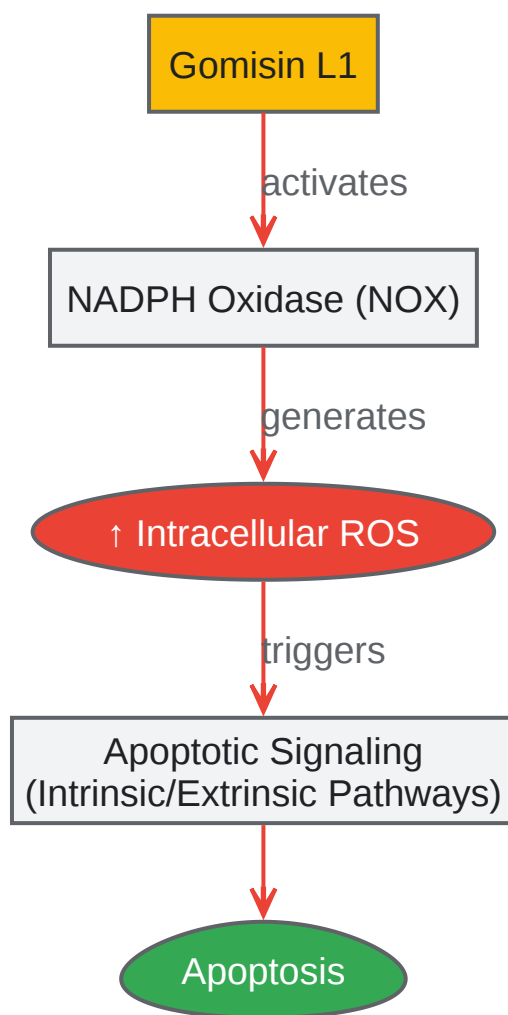 Gomisin L1
activates
NADPH Oxidase (NOX)
generates
↑ Intracellular ROS
triggers
Apoptotic Signaling
(Intrinsic/Extrinsic Pathways)
Apoptosis